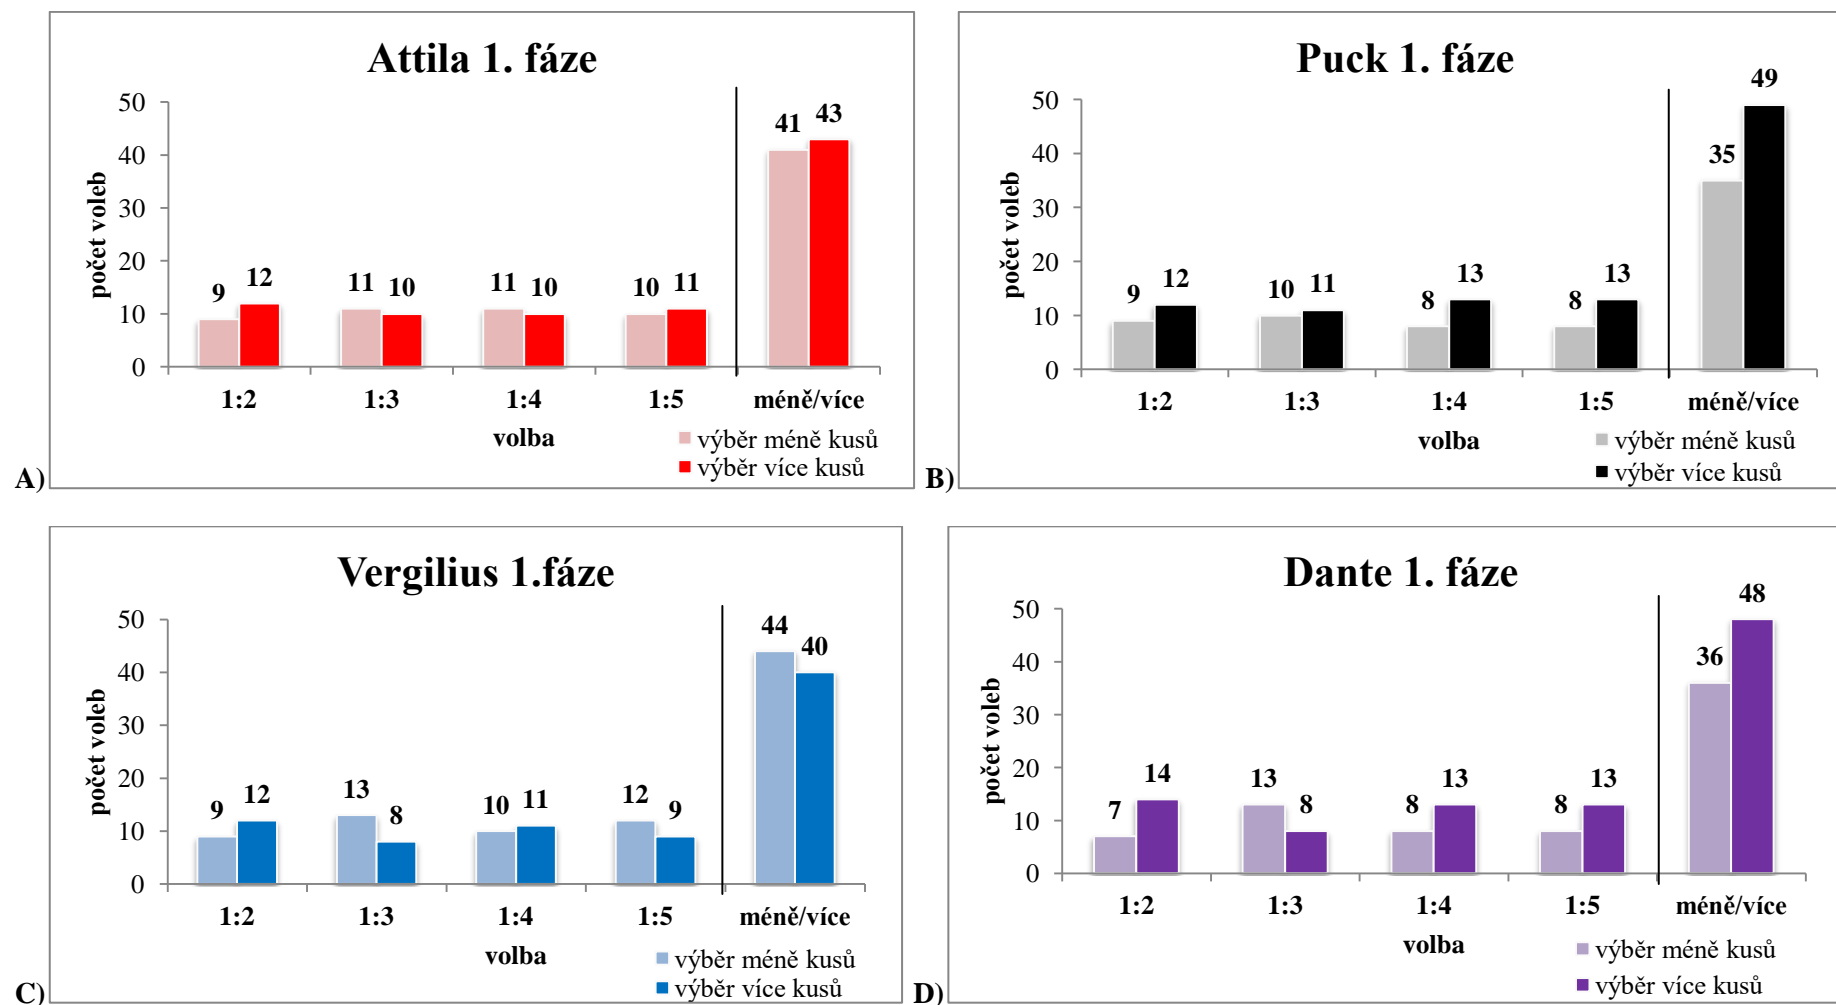 Attila 1. fáze
počet voleb
50
40
30
20
10
0
9 12 11 10 11 10 10 11 41 43
1:2 1:3 1:4 1:5 méně/více
volba
výběr méně kusů
výběr více kusů
A)
Puck 1. fáze
počet voleb
50
40
30
20
10
0
9 12 10 11 8 13 8 13 35 49
1:2 1:3 1:4 1:5 méně/více
volba
výběr méně kusů
výběr více kusů
B)
Vergilius 1.fáze
počet voleb
50
40
30
20
10
0
9 12 13 8 10 11 12 9 44 40
1:2 1:3 1:4 1:5 méně/více
volba
výběr méně kusů
výběr více kusů
C)
Dante 1. fáze
počet voleb
50
40
30
20
10
0
7 14 13 8 8 13 8 13 36 48
1:2 1:3 1:4 1:5 méně/více
volba
výběr méně kusů
výběr více kusů
D)